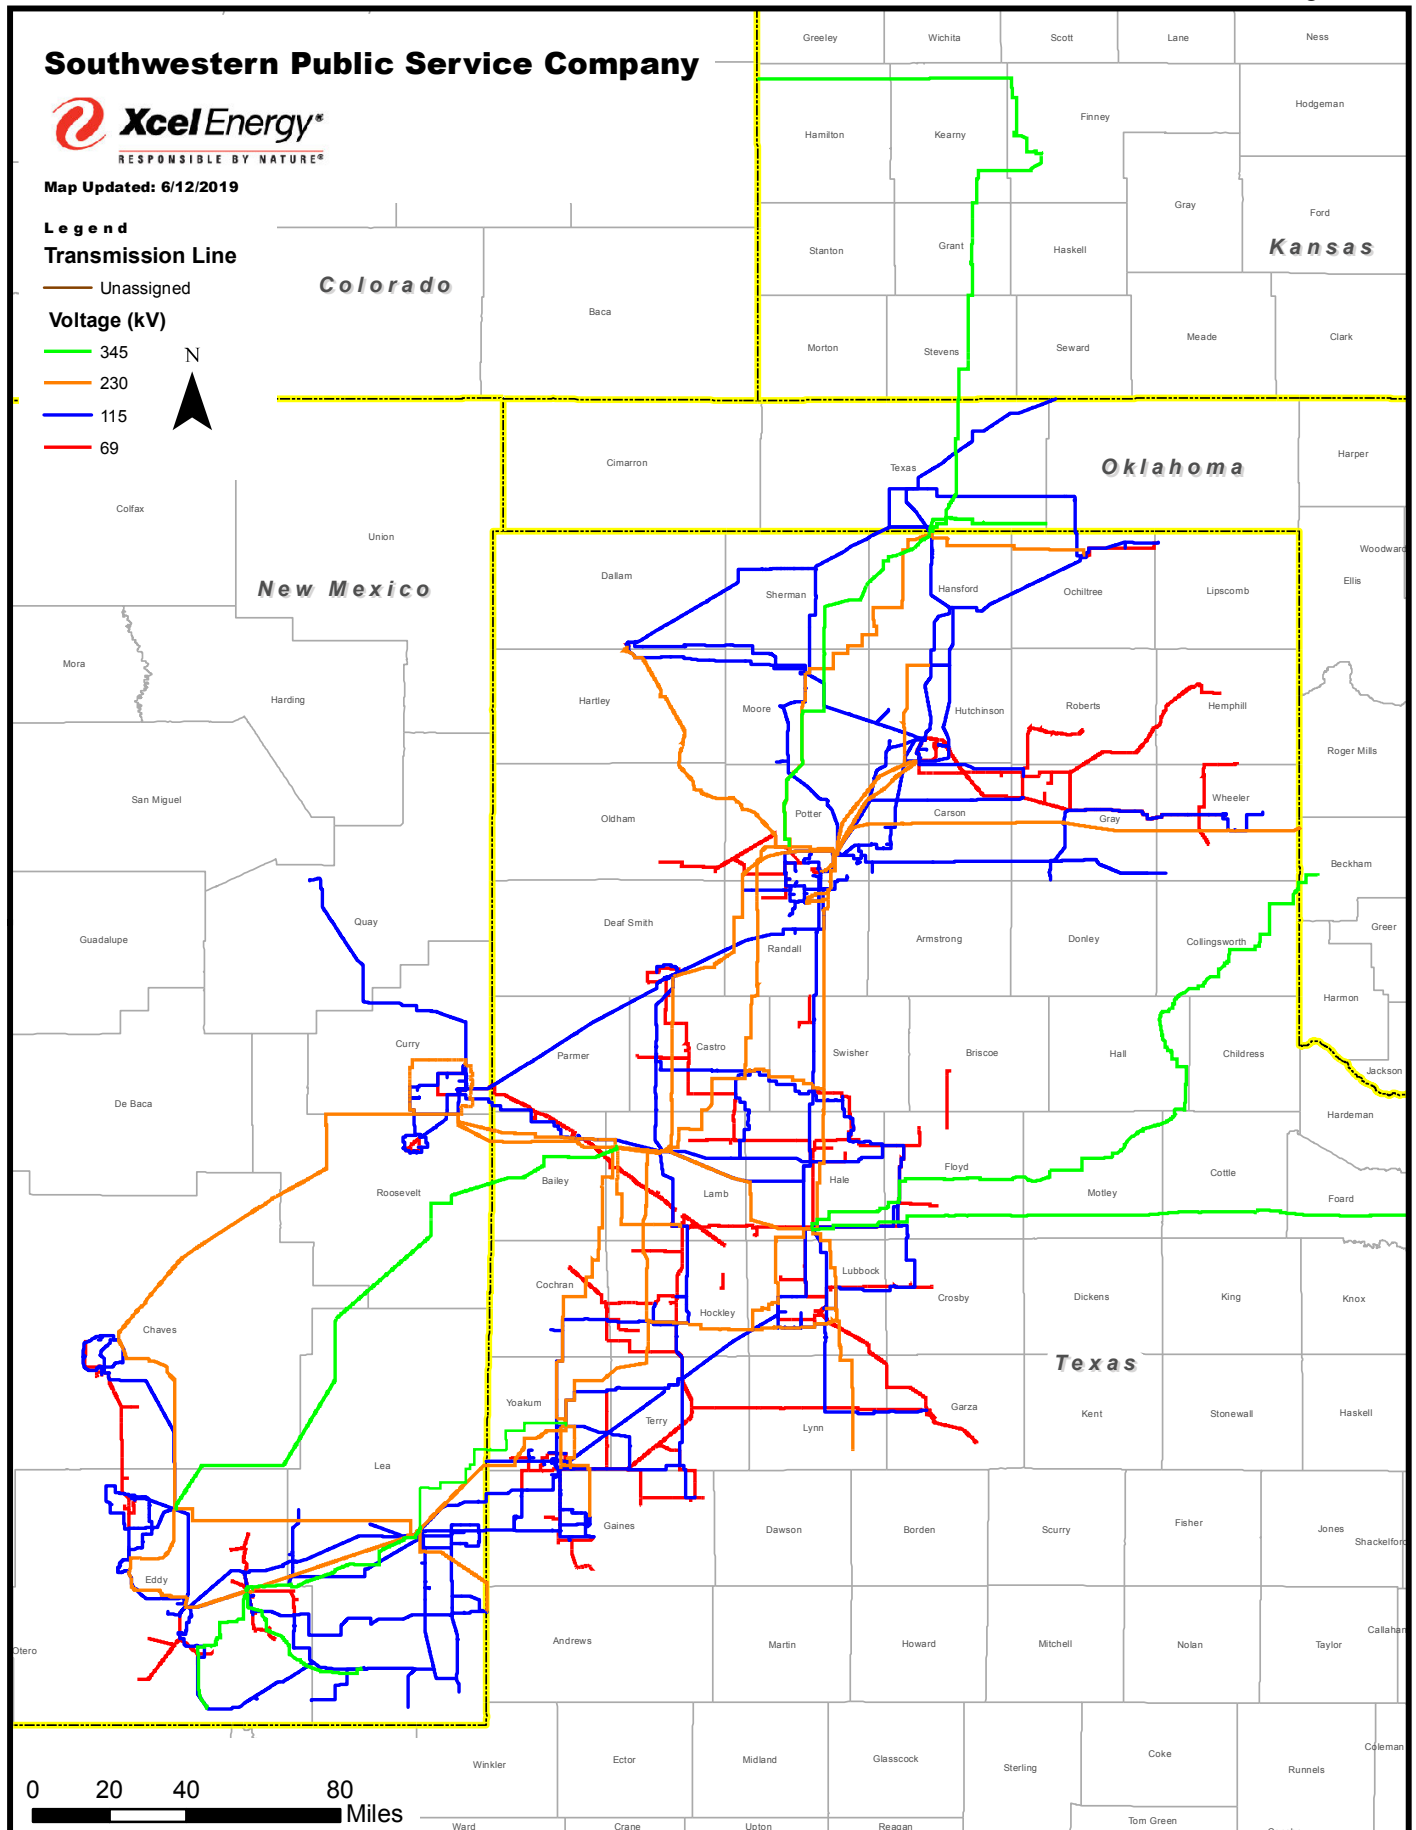 Southwestern Public Service Company
Xcel Energy®
RESPONSIBLE BY NATURE®
Map Updated: 6/12/2019
Legend
Transmission Line
Unassigned
Voltage (kV)
345
230
115
69
N
Greeley Wichita Scott Lane Ness
Hamilton Kearny Finney Hodgeman
Stanton Grant Haskell Gray Ford
Kansas
Colorado
Baca
Morton Stevens Seward Meade Clark
Cimarron Texas Oklahoma Harper
Colfax
Union
Woodward
New Mexico
Dallam Sherman Hansford Ochiltree Lipscomb Ellis
Mora
Harding
Hartley Moore Hutchinson Roberts Hemphill
Roger Mills
San Miguel
Oldham Potter Carson Gray Wheeler
Beckham
Guadalupe
Quay
Deaf Smith Randall Armstrong Donley Collingsworth Greer
Harmon
Curry
Parmer Castro Swisher Briscoe Hall Childress
Jackson
De Baca
Hardeman
Roosevelt
Bailey Lamb Hale Floyd Motley Cottle Foard
Cochran Hockley Lubbock Crosby Dickens King Knox
Chaves
Texas
Yoakum Terry Lynn Garza Kent Stonewall Haskell
Lea
Gaines Dawson Borden Scurry Fisher Jones
Shackelford
Eddy
Otero
Andrews Martin Howard Mitchell Nolan Taylor
Callahan
Winkler Ector Midland Glasscock Sterling Coke Runnels
Coleman
Ward Crane Upton Reagan Tom Green
0 20 40 80
Miles